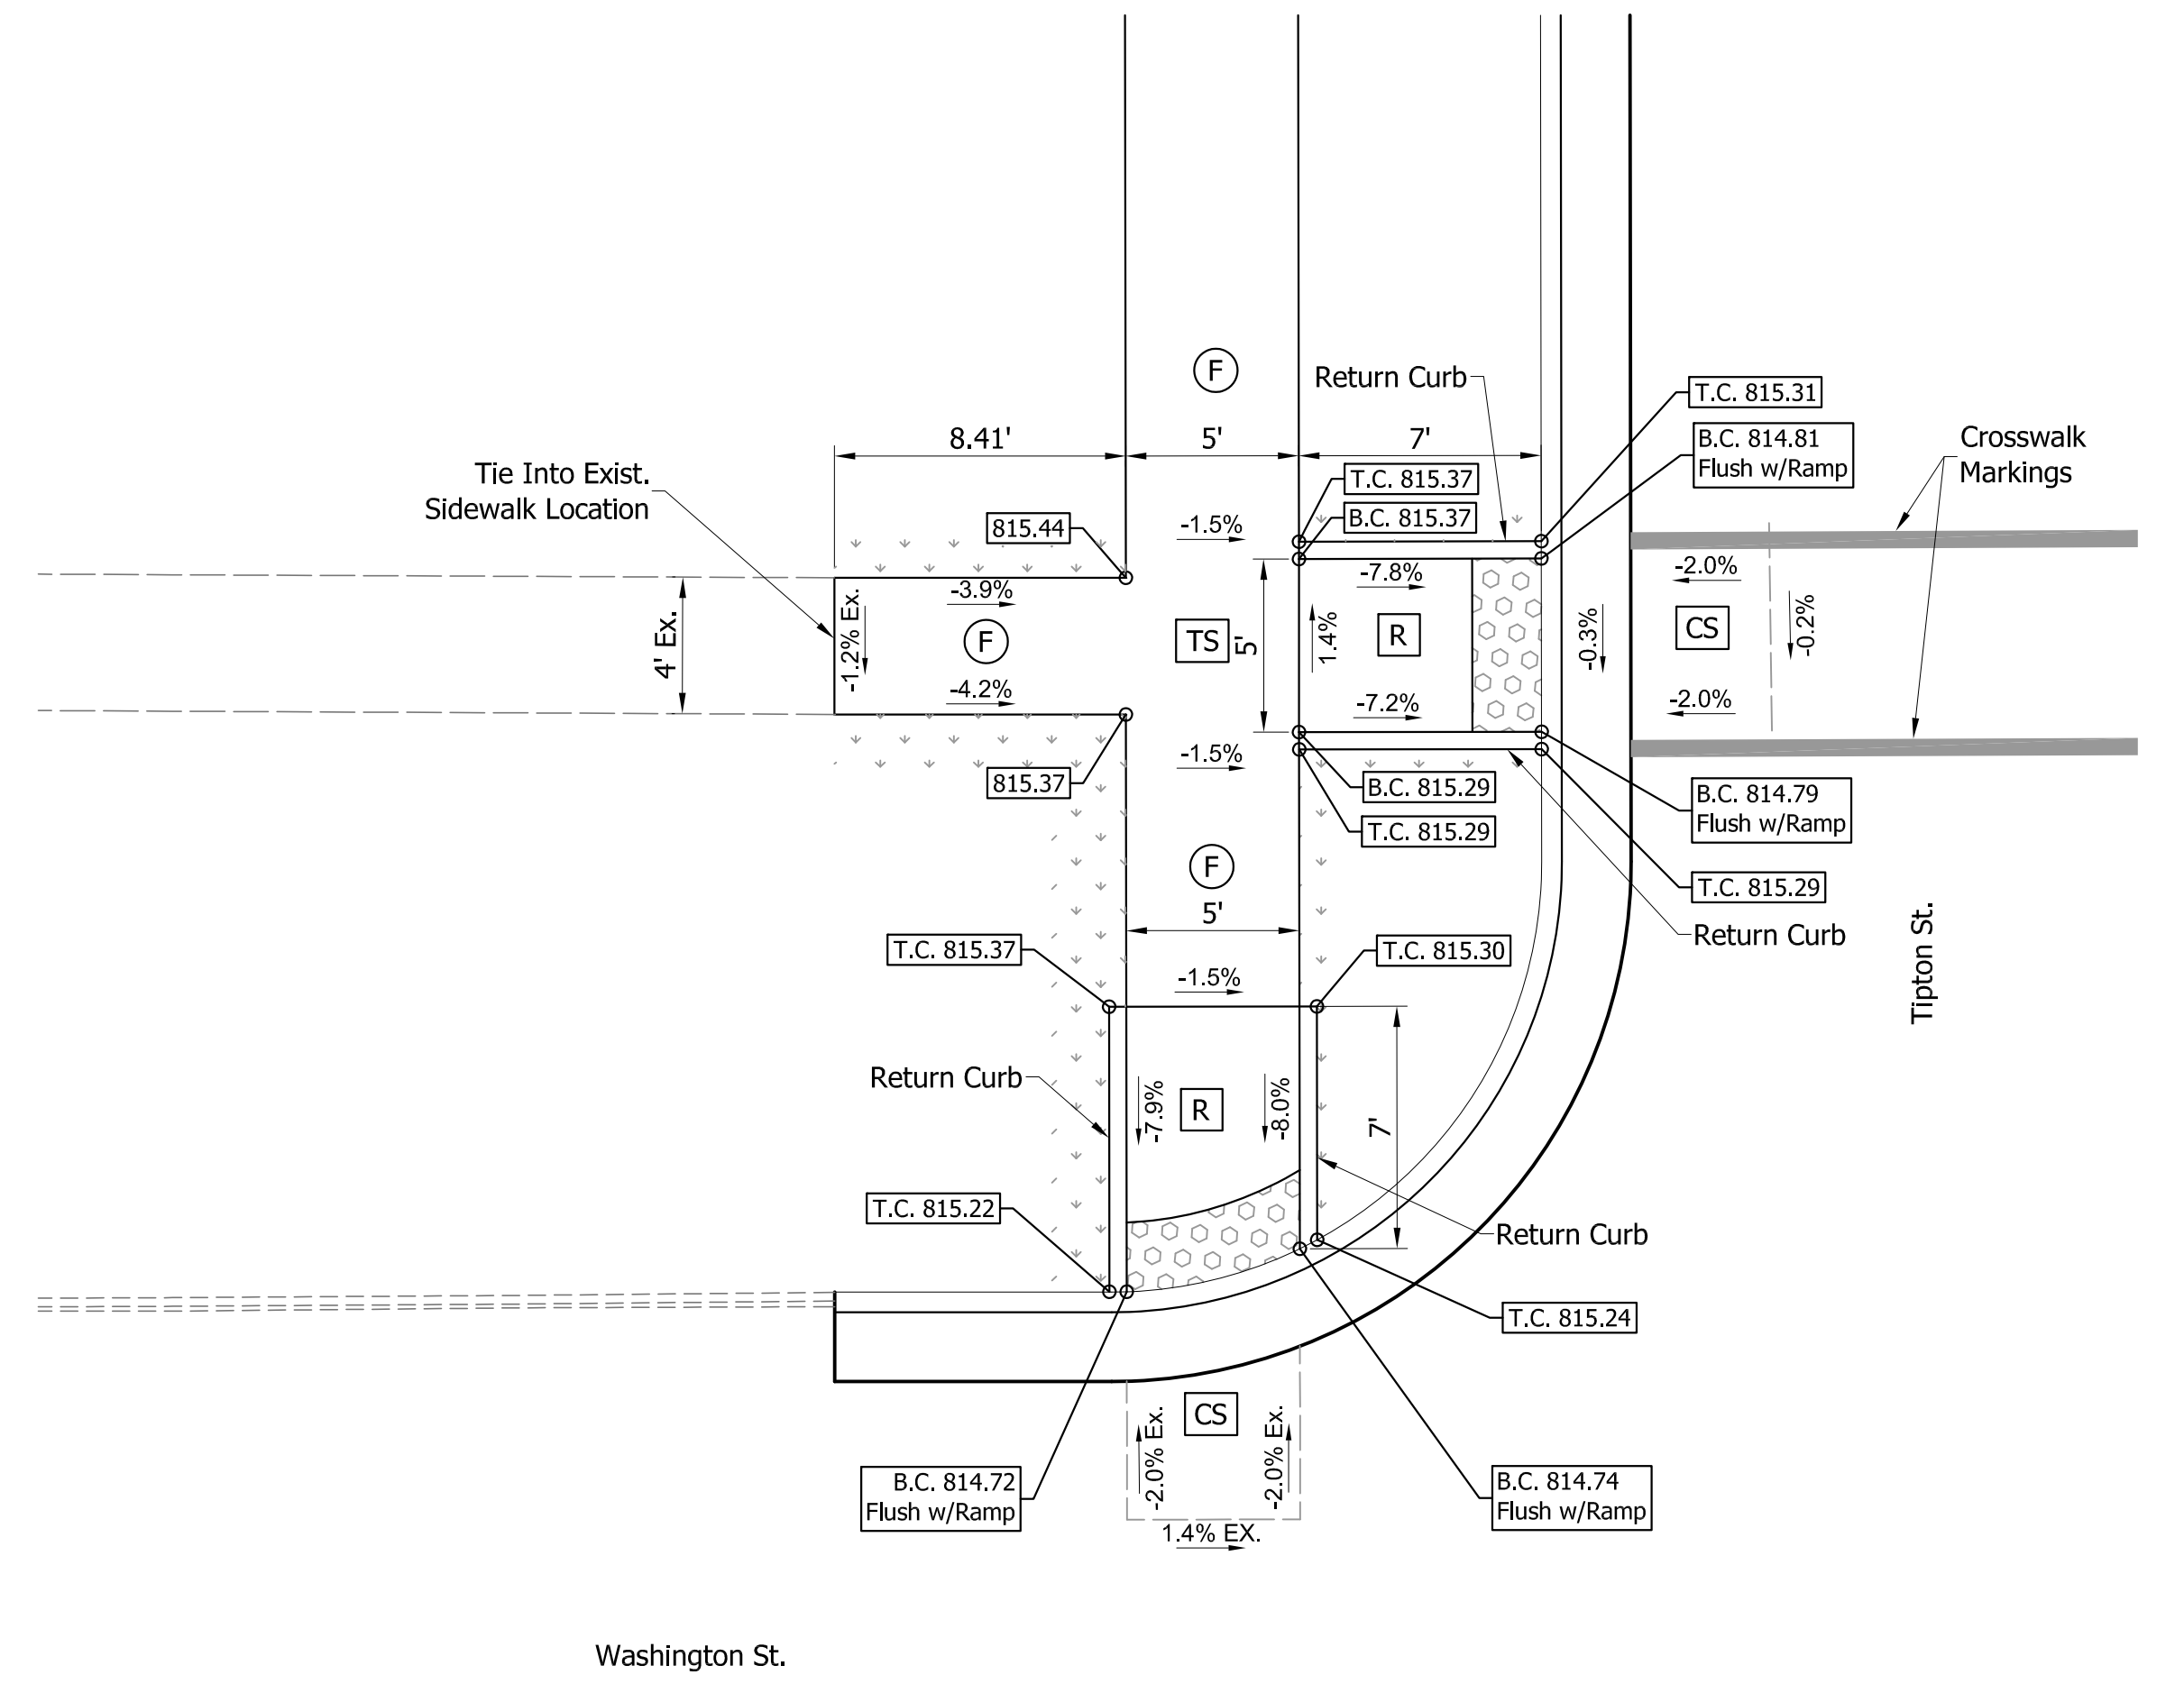 F
Return Curb
T.C. 815.31
8.41'
5'
7'
B.C. 814.81
Flush w/Ramp
Crosswalk
Markings
Tie Into Exist.
Sidewalk Location
T.C. 815.37
B.C. 815.37
815.44
-1.5%
-3.9%
-7.8%
-2.0%
4' Ex.
-1.2% Ex.
F
TS
5'
1.4%
R
-0.3%
CS
-0.2%
-4.2%
-7.2%
-2.0%
815.37
-1.5%
B.C. 815.29
T.C. 815.29
B.C. 814.79
Flush w/Ramp
F
T.C. 815.29
5'
Return Curb
Tipton St.
T.C. 815.37
T.C. 815.30
-1.5%
Return Curb
-7.9%
R
-8.0%
7'
T.C. 815.22
Return Curb
T.C. 815.24
CS
-2.0% Ex.
-2.0% Ex.
B.C. 814.72
Flush w/Ramp
B.C. 814.74
Flush w/Ramp
1.4% EX.
Washington St.